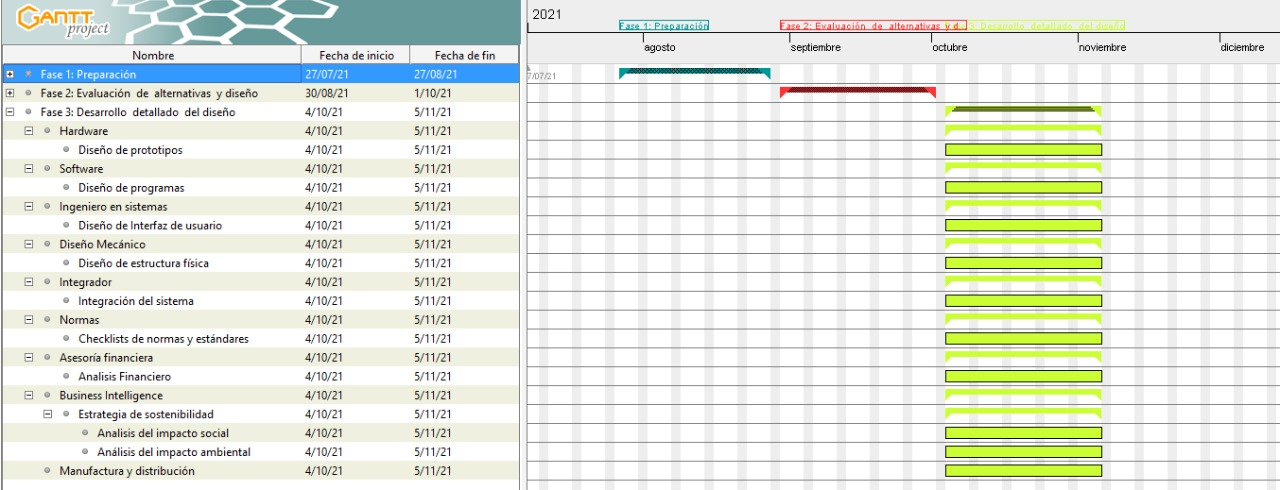 GANTT
project
2021
Fase 1: Preparación Fase 2: Evaluación de alternativas y d... 3: Desarrollo detallado del diseño
Nombre Fecha de inicio Fecha de fin agosto septiembre octubre noviembre diciembre
Fase 1: Preparación 27/07/21 27/08/21 7/07/21
Fase 2: Evaluación de alternativas y diseño 30/08/21 1/10/21
Fase 3: Desarrollo detallado del diseño 4/10/21 5/11/21
Hardware 4/10/21 5/11/21
Diseño de prototipos 4/10/21 5/11/21
Software 4/10/21 5/11/21
Diseño de programas 4/10/21 5/11/21
Ingeniero en sistemas 4/10/21 5/11/21
Diseño de Interfaz de usuario 4/10/21 5/11/21
Diseño Mecánico 4/10/21 5/11/21
Diseño de estructura física 4/10/21 5/11/21
Integrador 4/10/21 5/11/21
Integración del sistema 4/10/21 5/11/21
Normas 4/10/21 5/11/21
Checklists de normas y estándares 4/10/21 5/11/21
Asesoría financiera 4/10/21 5/11/21
Analisis Financiero 4/10/21 5/11/21
Business Intelligence 4/10/21 5/11/21
Estrategia de sostenibilidad 4/10/21 5/11/21
Analisis del impacto social 4/10/21 5/11/21
Análisis del impacto ambiental 4/10/21 5/11/21
Manufactura y distribución 4/10/21 5/11/21